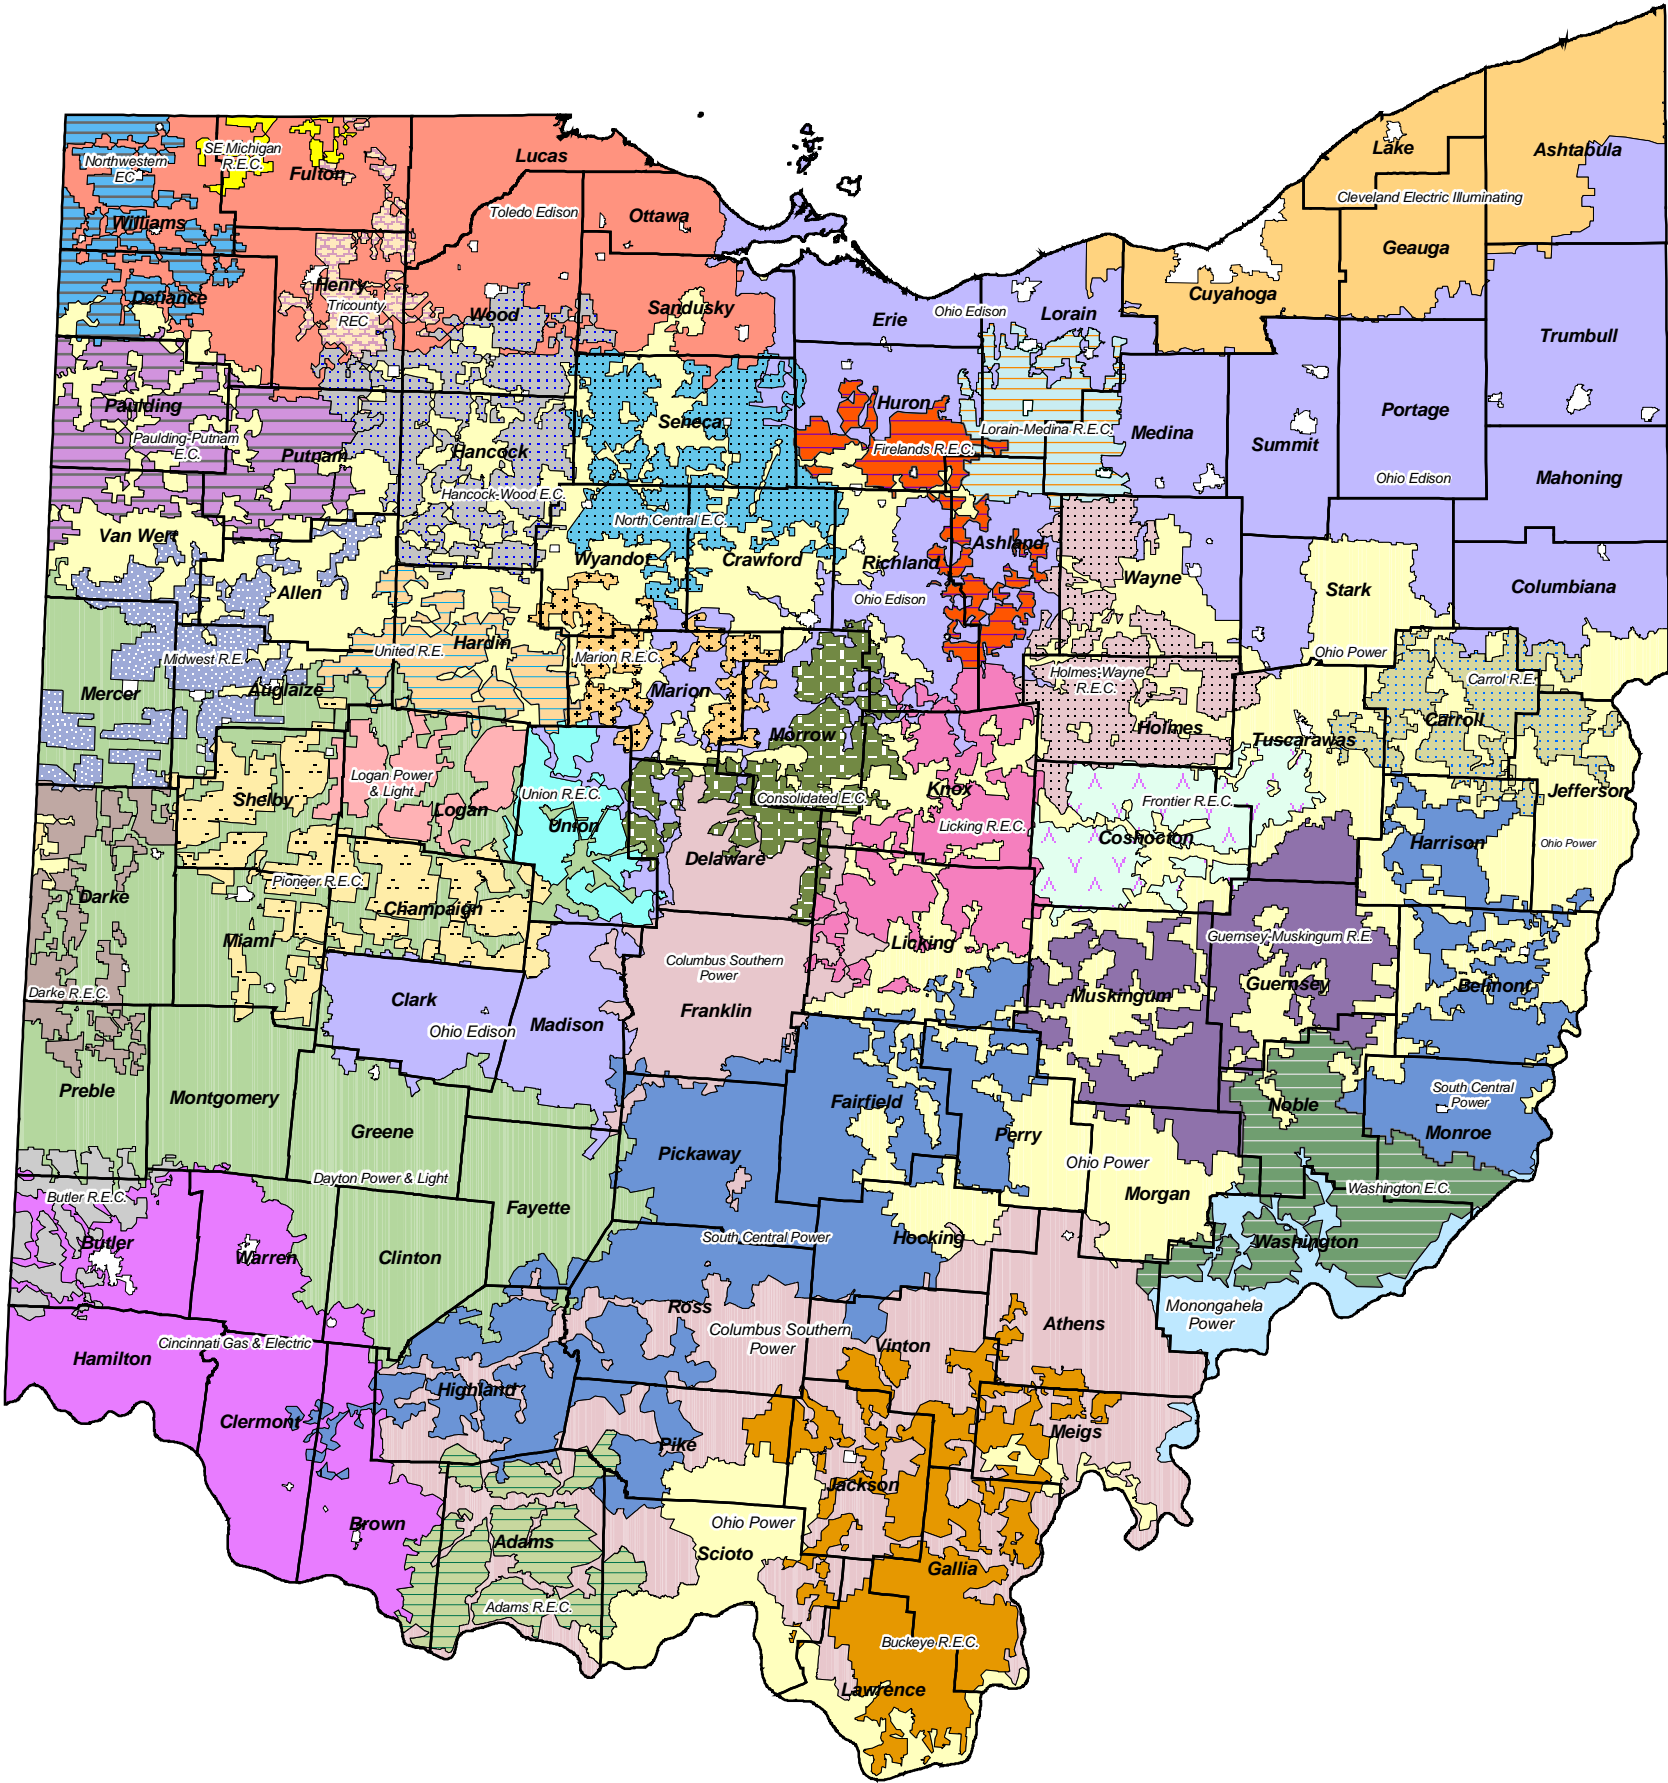 Lake
Ashtabula
Cleveland Electric Illuminating
Geauga
Cuyahoga
Northwestern
EC
SE Michigan
R.E.C.
Fulton
Lucas
Williams
Toledo Edison
Ottawa
Defiance
Henry
Tricounty
REC
Wood
Sandusky
Erie
Ohio Edison
Lorain
Trumbull
Paulding
Paulding-Putnam
E.C.
Putnam
Hancock
Seneca
Huron
Firelands R.E.C.
Lorain-Medina R.E.C.
Medina
Summit
Portage
Ohio Edison
Mahoning
Hancock-Wood E.C.
North Central E.C.
Van Wert
Allen
Wyandot
Crawford
Richland
Ashland
Ohio Edison
Wayne
Stark
Columbiana
Hardin
United R.E.
Midwest R.E.
Mercer
Auglaize
Marion R.E.C.
Marion
Morrow
Holmes-Wayne
R.E.C.
Holmes
Ohio Power
Carrol R.E.
Carroll
Tuscarawas
Jefferson
Shelby
Logan Power
& Light
Logan
Union R.E.C.
Union
Consolidated E.C.
Knox
Licking R.E.C.
Frontier R.E.C.
Coshocton
Harrison
Ohio Power
Delaware
Darke
Pioneer R.E.C.
Champaign
Miami
Licking
Columbus Southern
Power
Franklin
Guernsey-Muskingum R.E.
Guernsey
Muskingum
Belmont
Darke R.E.C.
Clark
Ohio Edison
Madison
Preble
Montgomery
Greene
Fairfield
Pickaway
Perry
Ohio Power
Noble
South Central
Power
Monroe
Morgan
Washington E.C.
Washington
Dayton Power & Light
Butler R.E.C.
Butler
Warren
Clinton
Fayette
South Central Power
Hocking
Ross
Columbus Southern
Power
Vinton
Athens
Monongahela
Power
Cincinnati Gas & Electric
Hamilton
Clermont
Highland
Pike
Meigs
Jackson
Brown
Adams
Ohio Power
Scioto
Gallia
Adams R.E.C.
Buckeye R.E.C.
Lawrence